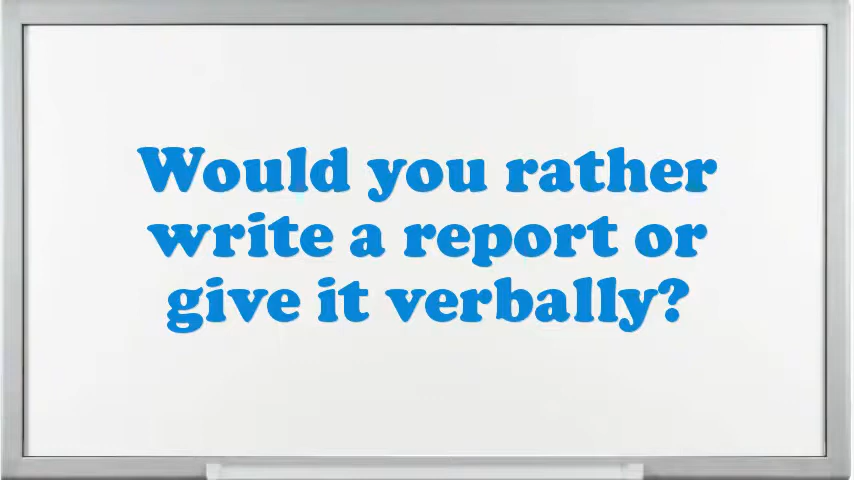 Would you rather
write a report or
give it verbally?